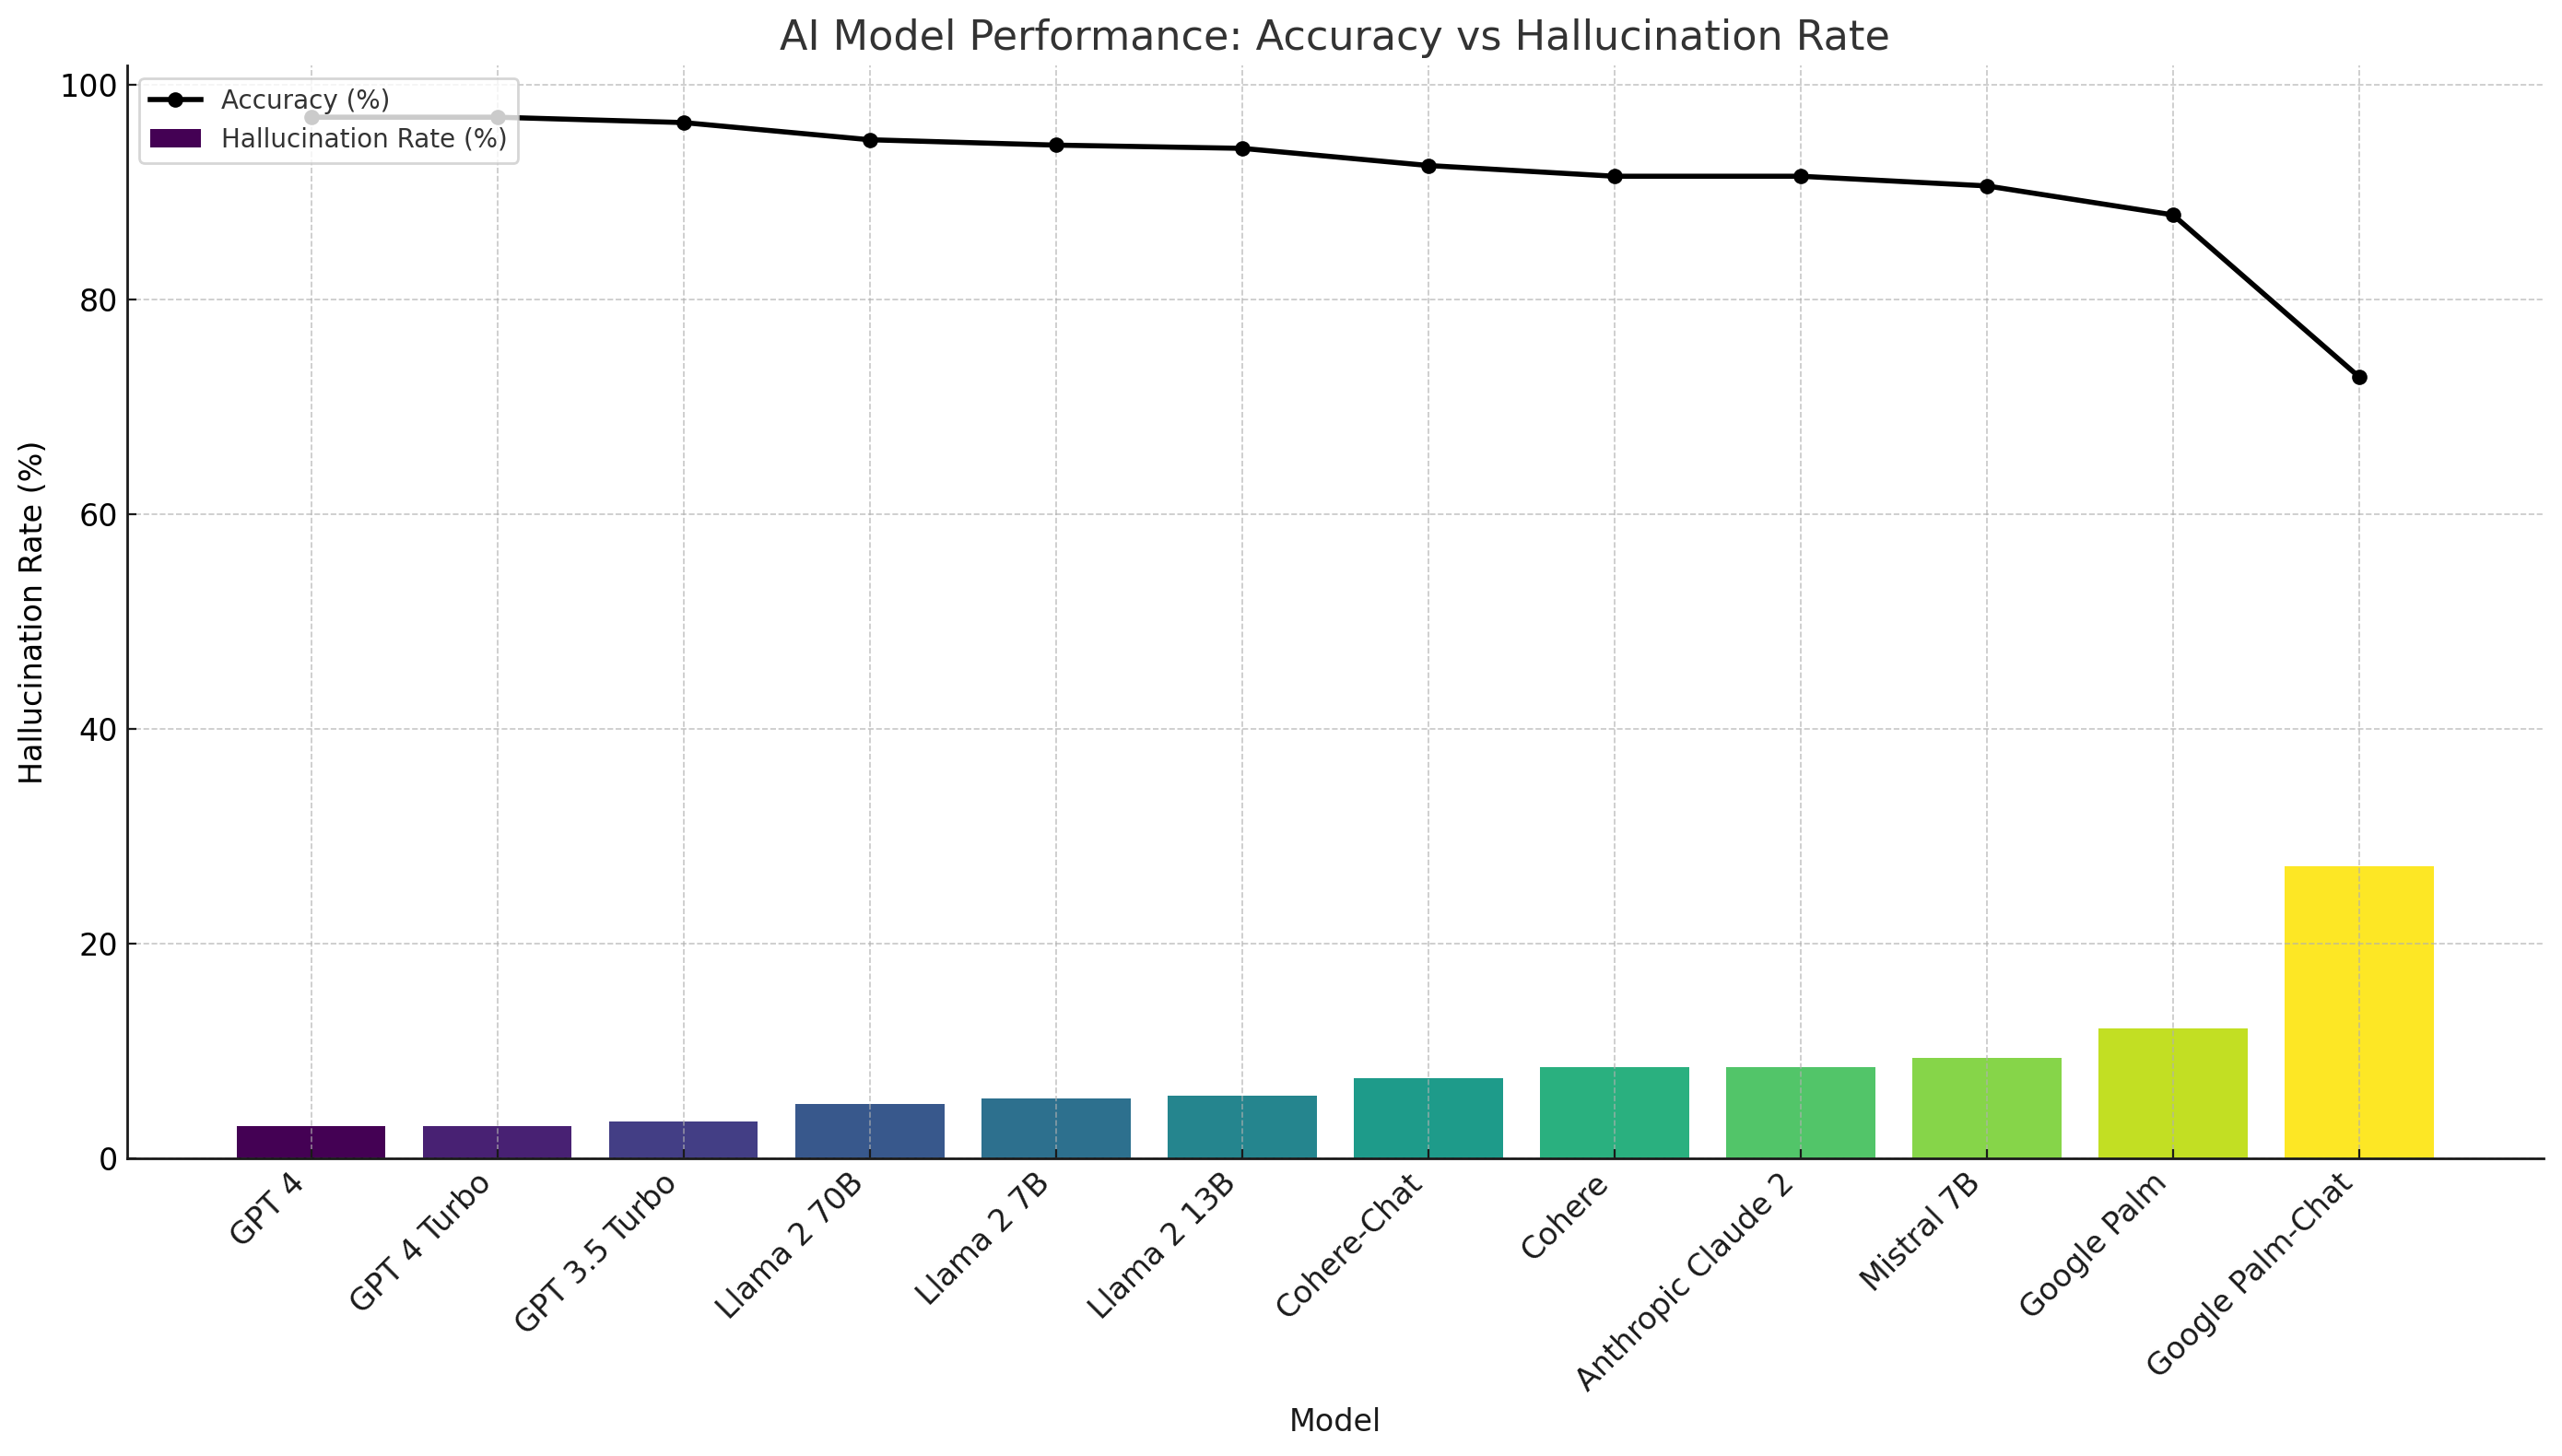 AI Model Performance: Accuracy vs Hallucination Rate
Accuracy (%)
Hallucination Rate (%)
Hallucination Rate (%)
100
80
60
40
20
0
GPT 4
GPT 4 Turbo
GPT 3.5 Turbo
Llama 2 70B
Llama 2 7B
Llama 2 13B
Cohere-Chat
Cohere
Anthropic Claude 2
Mistral 7B
Google Palm
Google Palm-Chat
Model